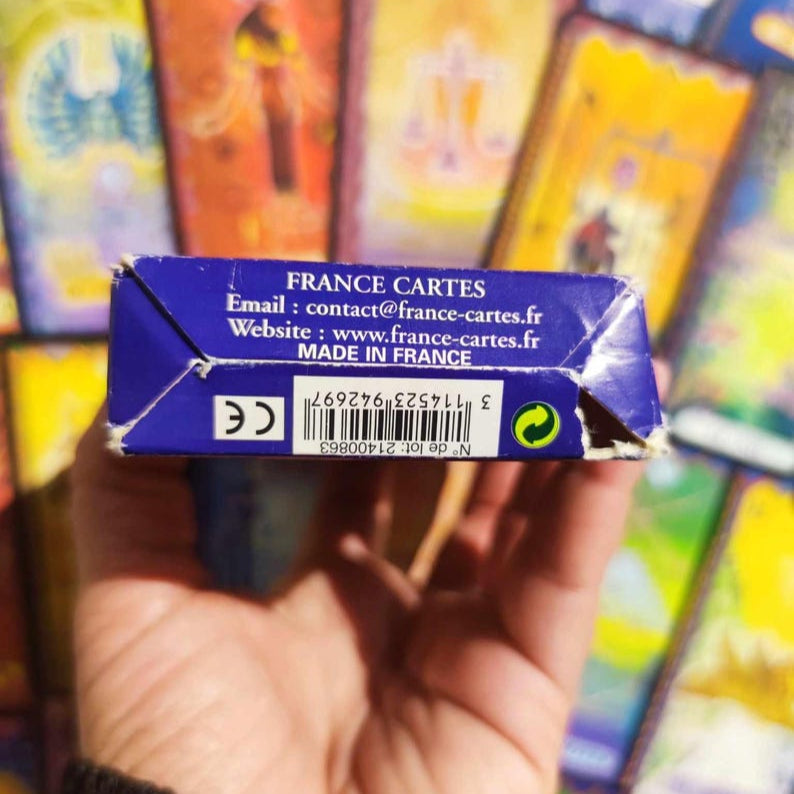 FRANCE CARTES
Email : contact@france-cartes.fr
Website : www.france-cartes.fr
MADE IN FRANCE
CE
N° de lot: 21400863
3 114523 942697